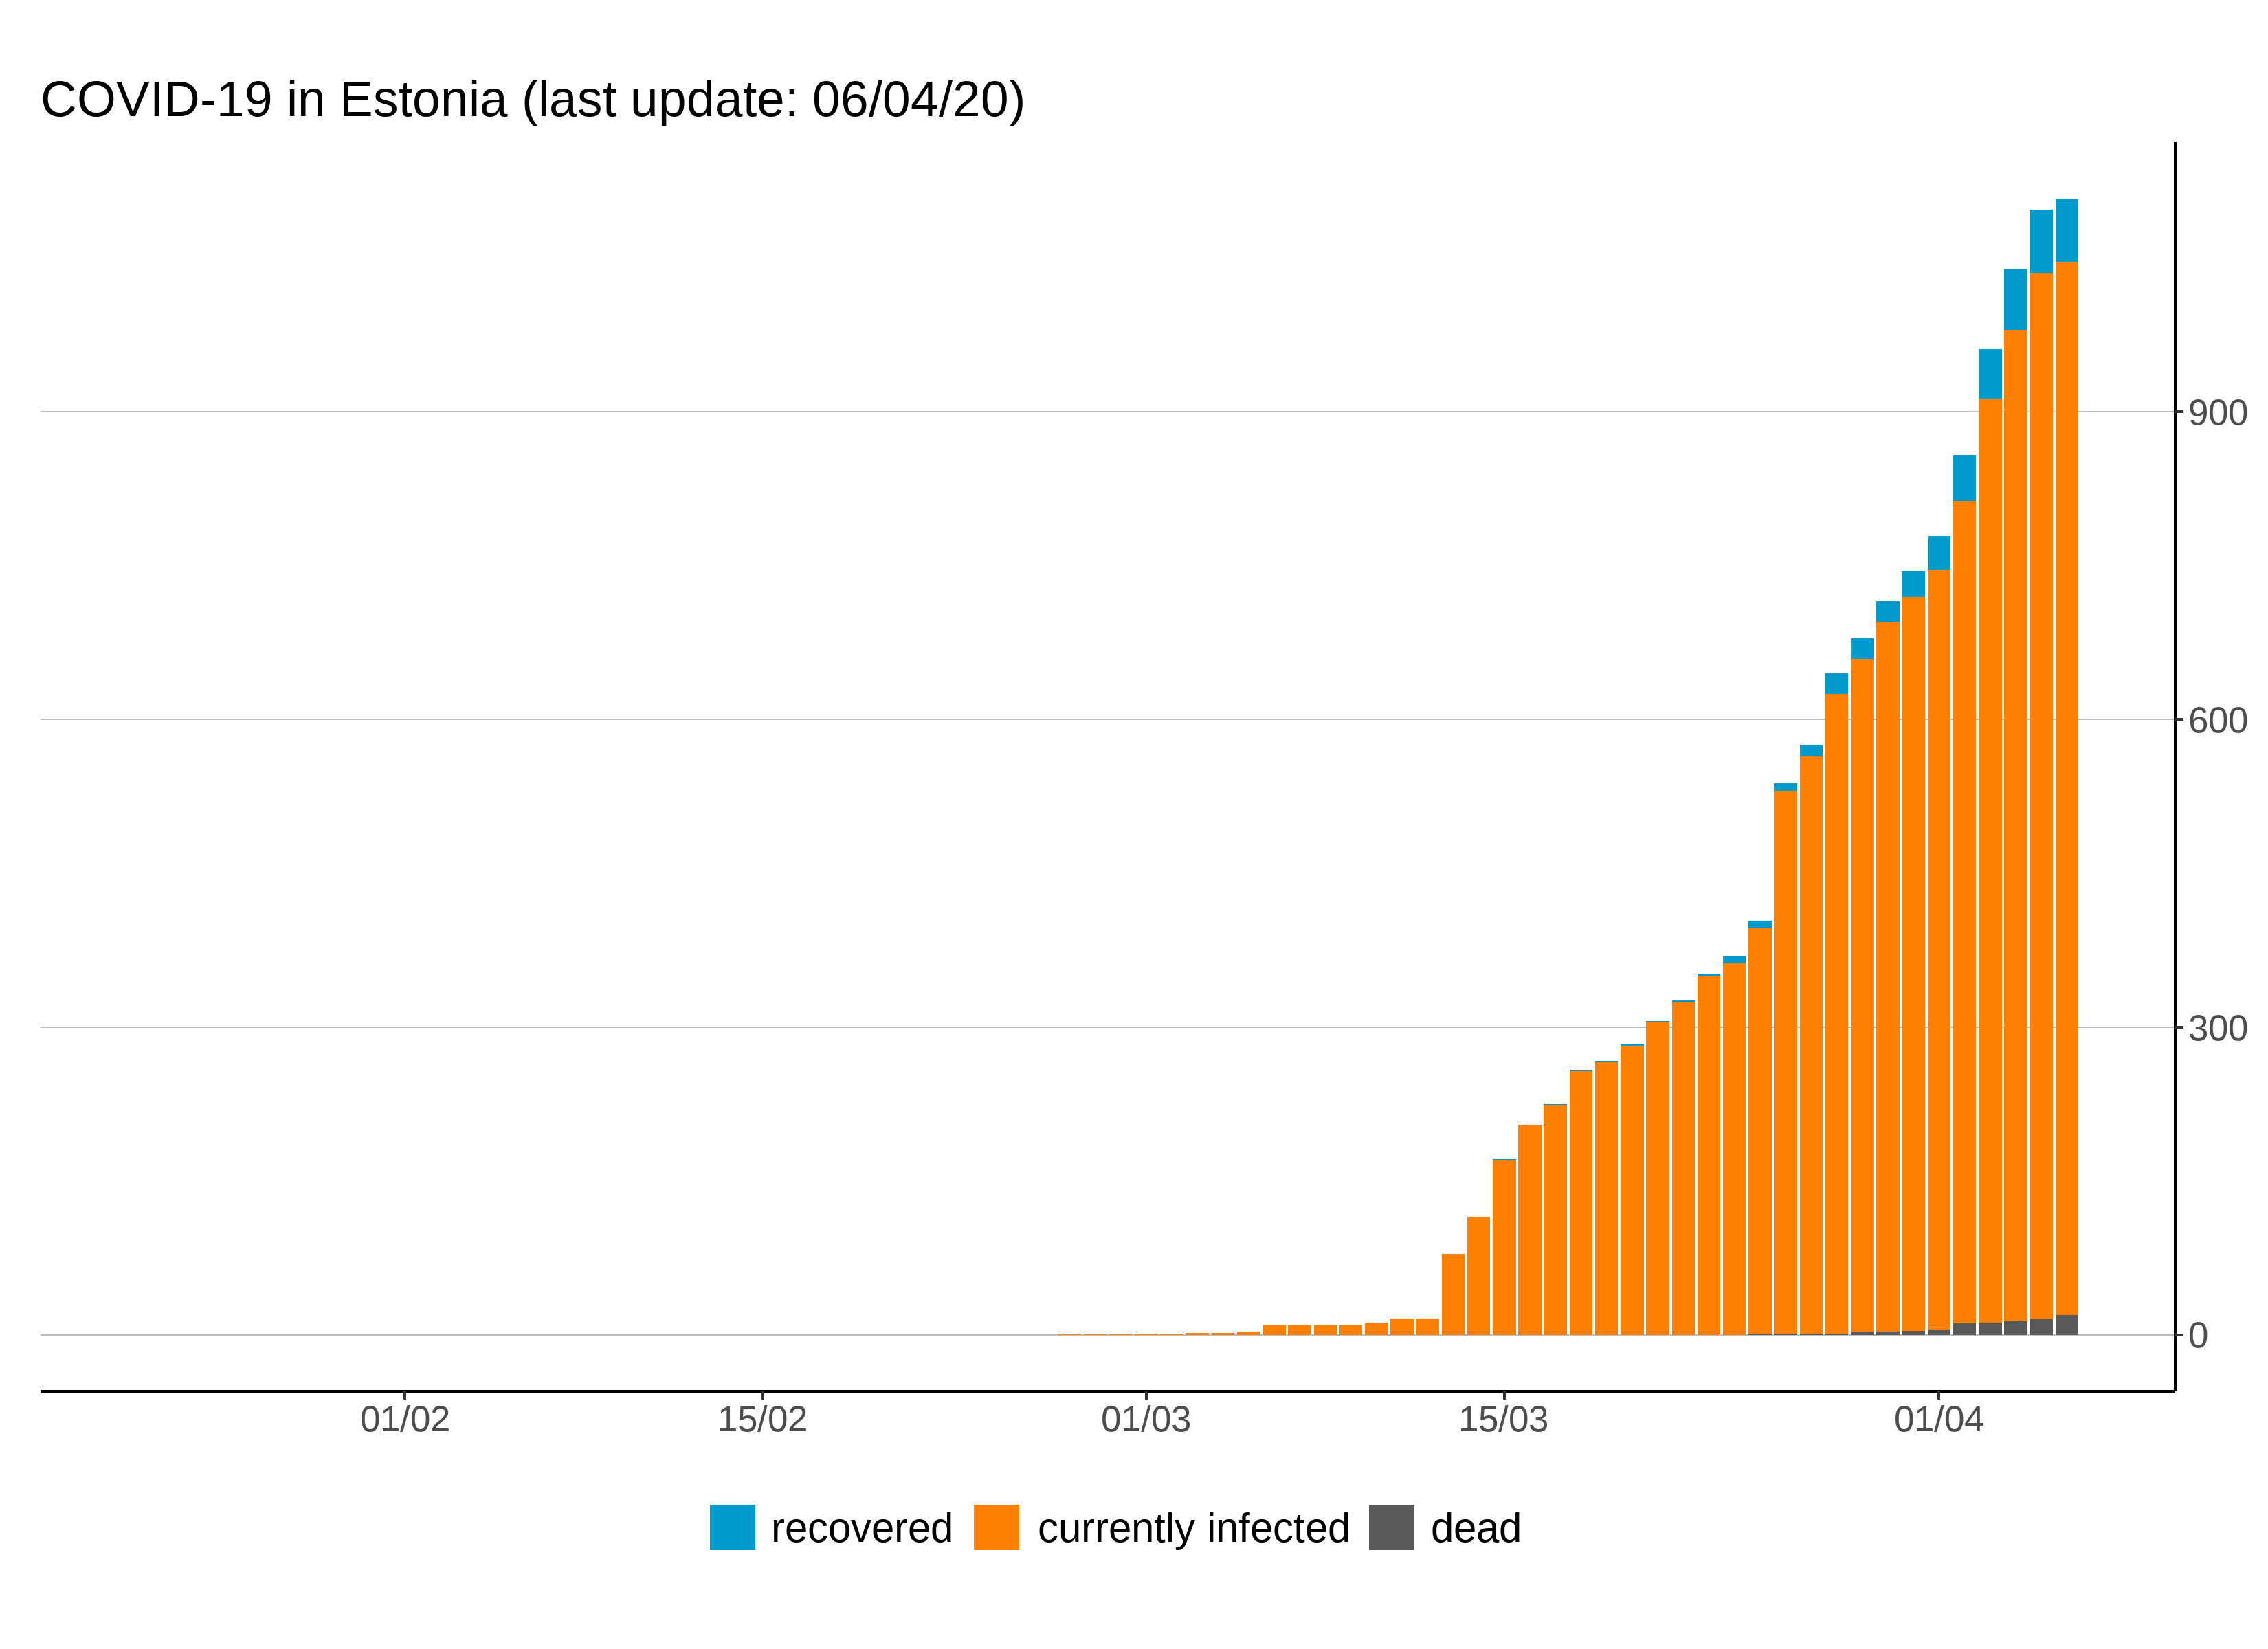 COVID-19 in Estonia (last update: 06/04/20)
900
600
300
0
01/02 15/02 01/03 15/03 01/04
recovered currently infected dead